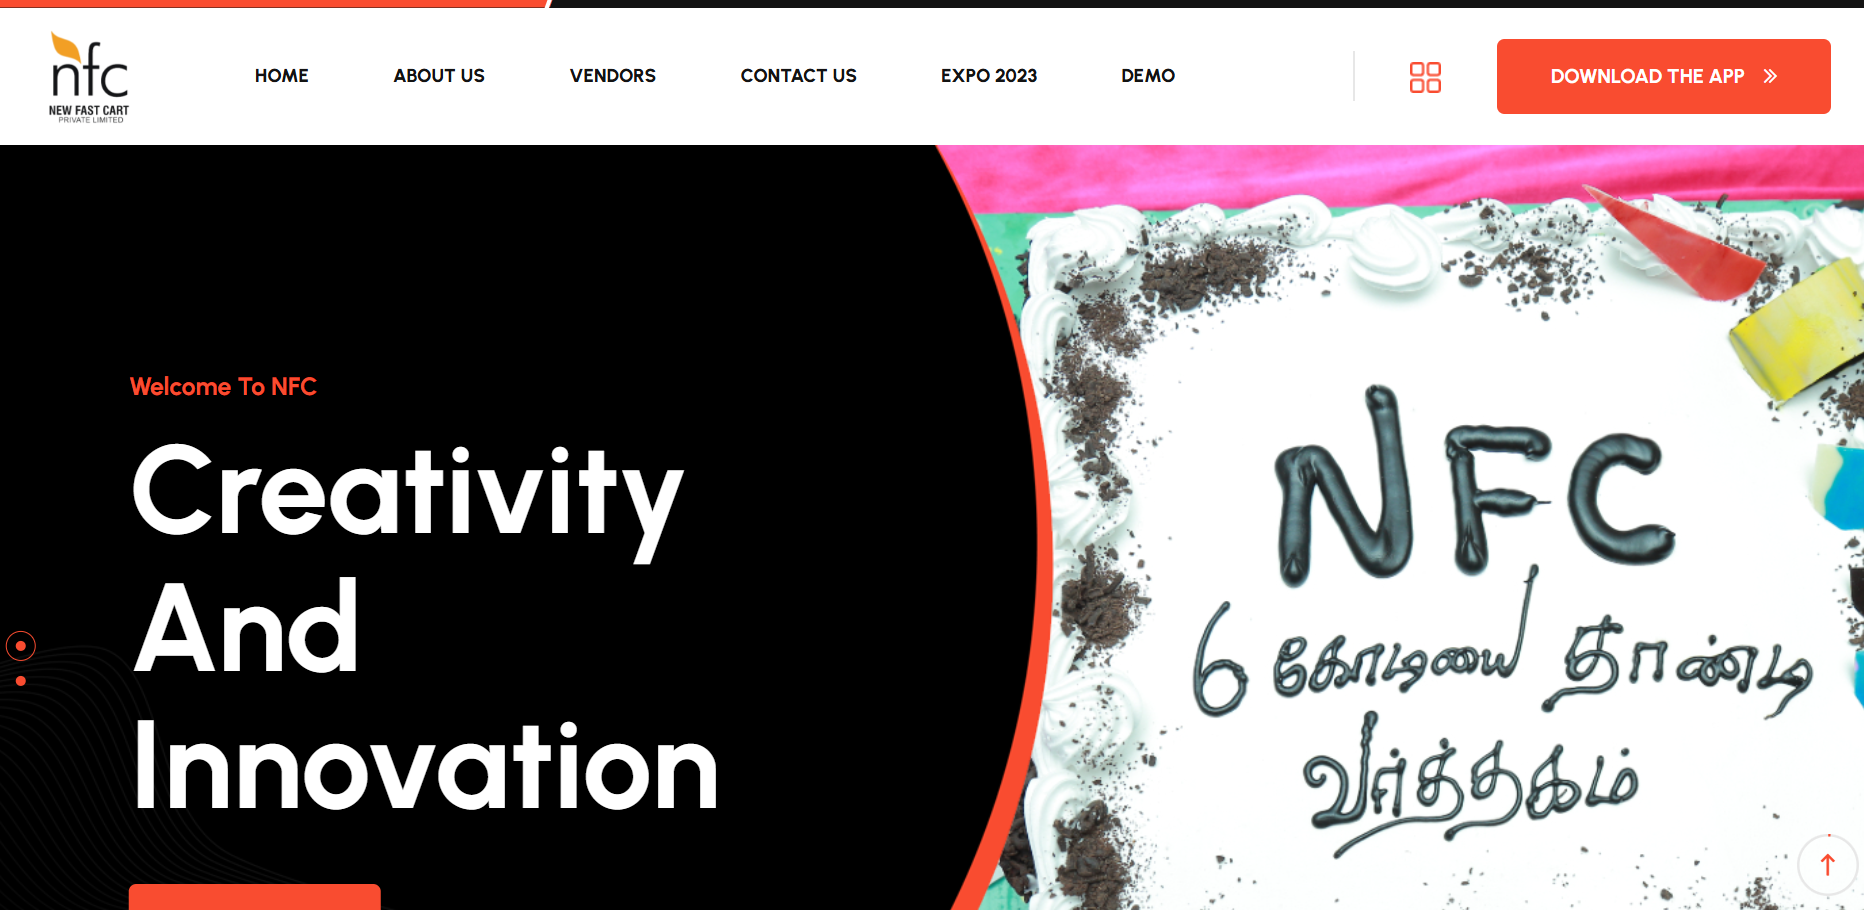 nfc
NEW FAST CART
PRIVATE LIMITED
HOME
ABOUT US
VENDORS
CONTACT US
EXPO 2023
DEMO
DOWNLOAD THE APP
Welcome To NFC
Creativity
And
Innovation
NFC
6 கோடியை தாண்டி
வர்த்தகம்